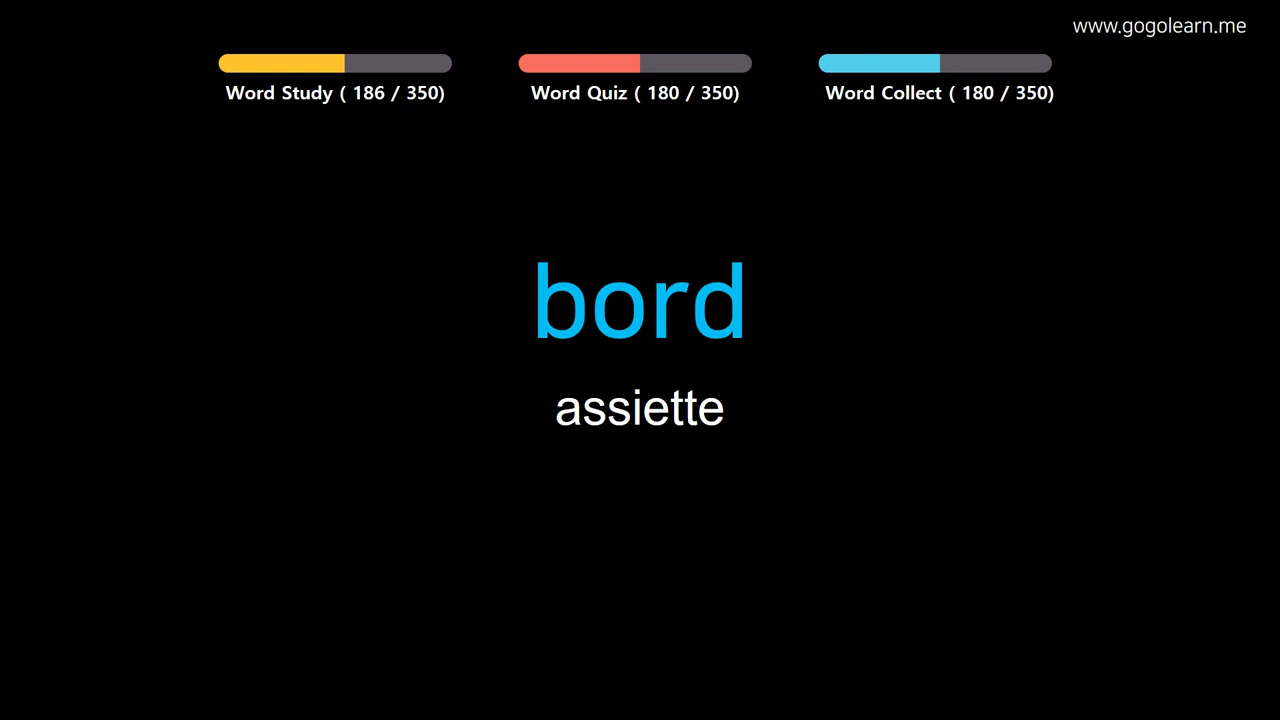 www.gogolearn.me
Word Study ( 186 / 350)
Word Quiz ( 180 / 350)
Word Collect ( 180 / 350)
bord
assiette